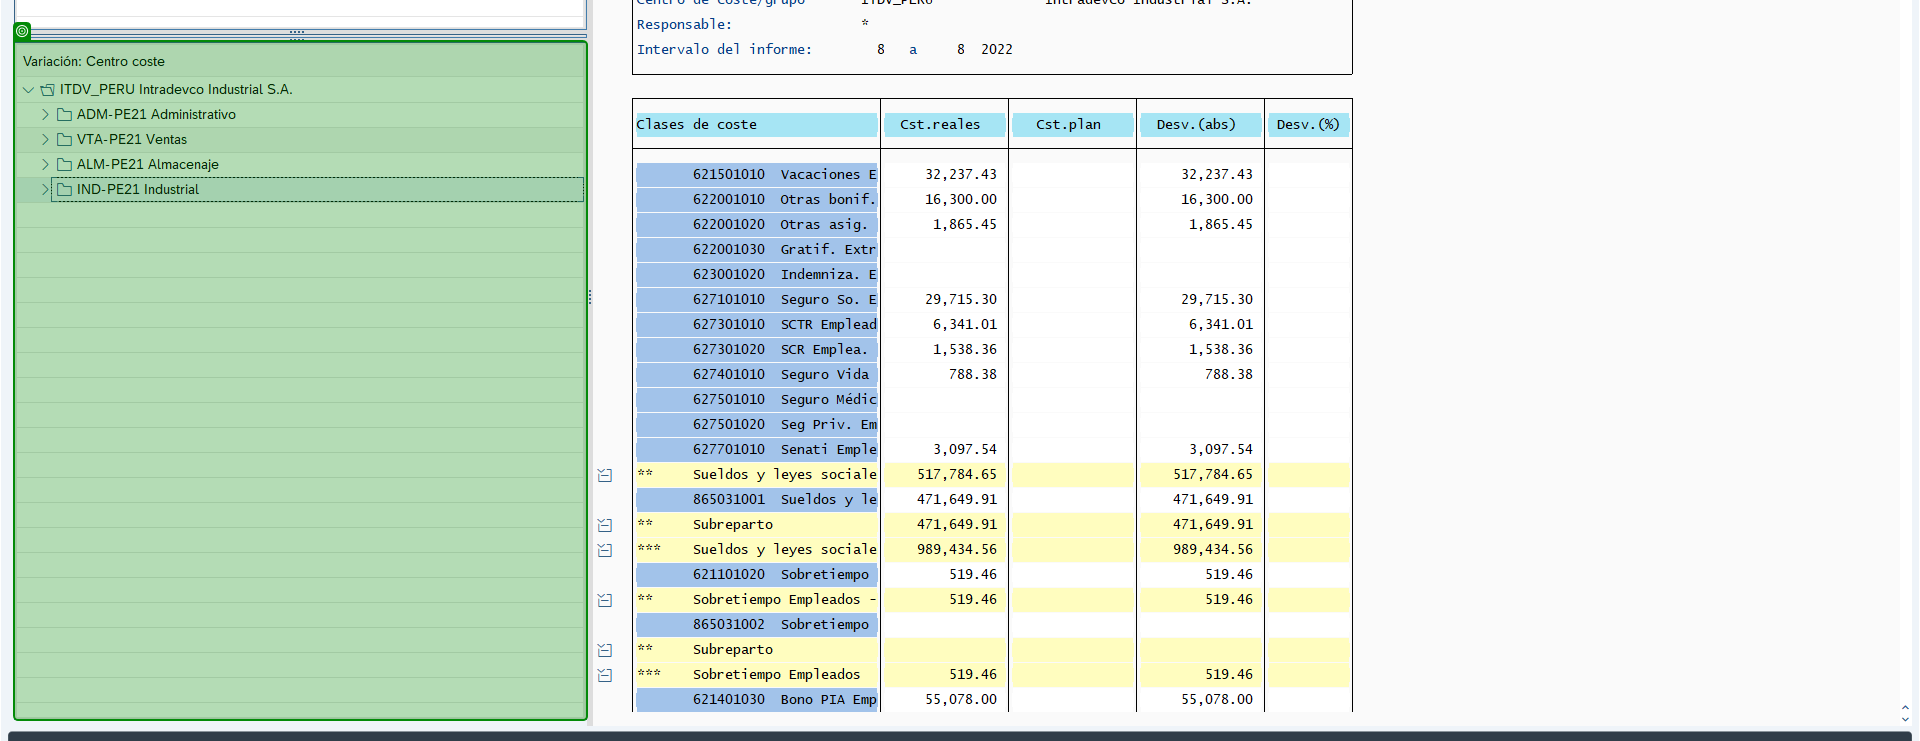 Variación: Centro coste
ITDV_PERU Intradevco Industrial S.A.
ADM-PE21 Administrativo
VTA-PE21 Ventas
ALM-PE21 Almacenaje
IND-PE21 Industrial
Centro de coste/grupo ITDV_PERU Intradevco Industrial S.A.
Responsable: *
Intervalo del informe: 8 a 8 2022
Clases de coste Cst.reales Cst.plan Desv.(abs) Desv.(%)
621501010 Vacaciones E 32,237.43 32,237.43
622001010 Otras bonif. 16,300.00 16,300.00
622001020 Otras asig. 1,865.45 1,865.45
622001030 Gratif. Extr
623001020 Indemniza. E
627101010 Seguro So. E 29,715.30 29,715.30
627301010 SCTR Emplead 6,341.01 6,341.01
627301020 SCR Emplea. 1,538.36 1,538.36
627401010 Seguro Vida 788.38 788.38
627501010 Seguro Médic
627501020 Seg Priv. Em
627701010 Senati Emple 3,097.54 3,097.54
** Sueldos y leyes sociale 517,784.65 517,784.65
865031001 Sueldos y le 471,649.91 471,649.91
** Subreparto 471,649.91 471,649.91
*** Sueldos y leyes sociale 989,434.56 989,434.56
621101020 Sobretiempo 519.46 519.46
** Sobretiempo Empleados - 519.46 519.46
865031002 Sobretiempo
** Subreparto
*** Sobretiempo Empleados 519.46 519.46
621401030 Bono PIA Emp 55,078.00 55,078.00